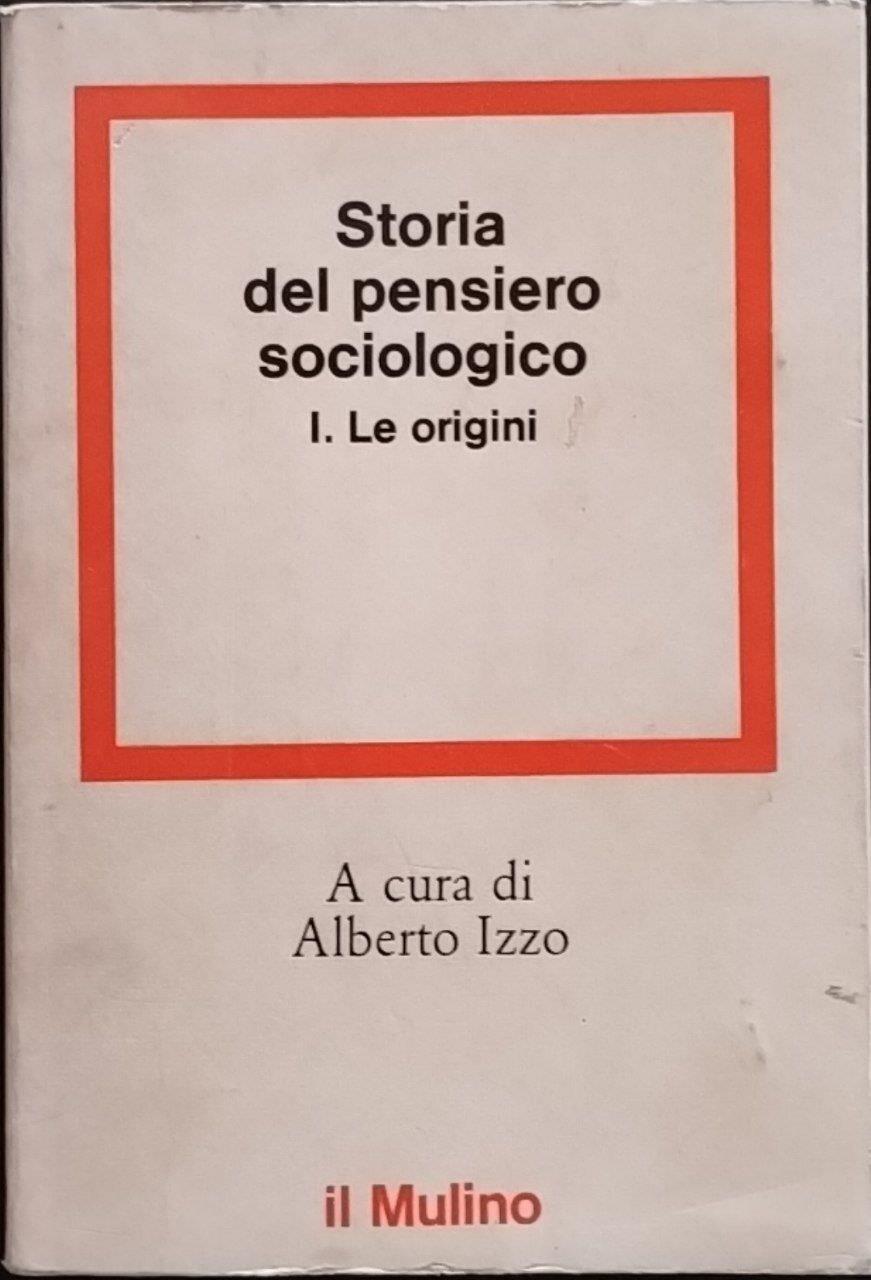 Storia
del pensiero
sociologico
I. Le origini
A cura di
Alberto Izzo
il Mulino